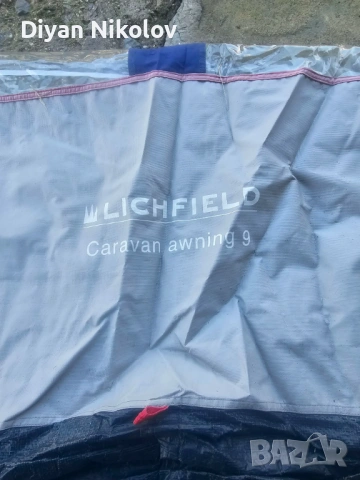 Diyan Nikolov
LICHFIELD
Caravan awning 9
BAZAR